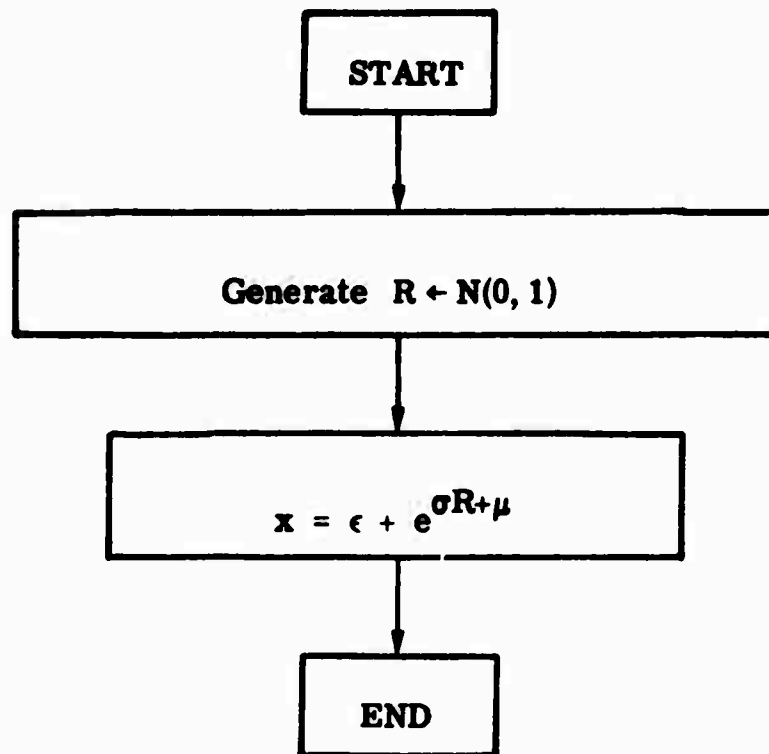 START
Generate R ← N(0, 1)
x = ϵ + e^σR+μ
END